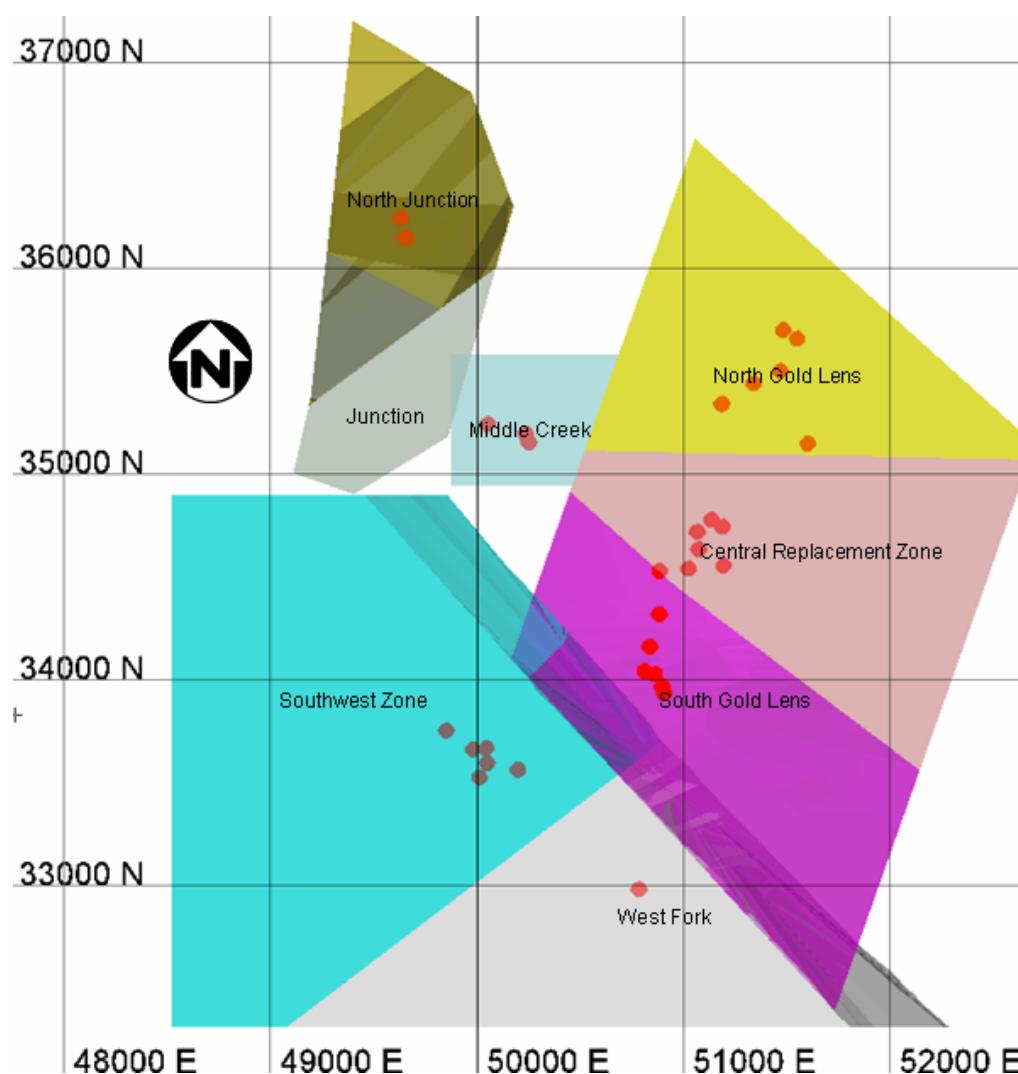 37000 N
North Junction
36000 N
N
North Gold Lens
Junction
Middle Creek
35000 N
Central Replacement Zone
34000 N
Southwest Zone
South Gold Lens
33000 N
West Fork
48000 E
49000 E
50000 E
51000 E
52000 E